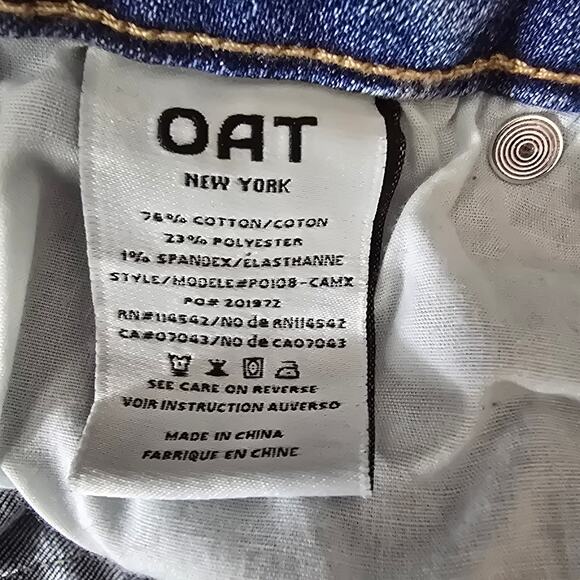 OAT
NEW YORK
76% COTTON/COTON
23% POLYESTER
1% SPANDEX/ÉLASTHANNE
STYLE/MODELE#PO108-CAMX
PO# 201972
RN#114542/NO de RN114542
CA#07043/NO de CA07043
SEE CARE ON REVERSE
VOIR INSTRUCTION AUVERSO
MADE IN CHINA
FABRIQUE EN CHINE